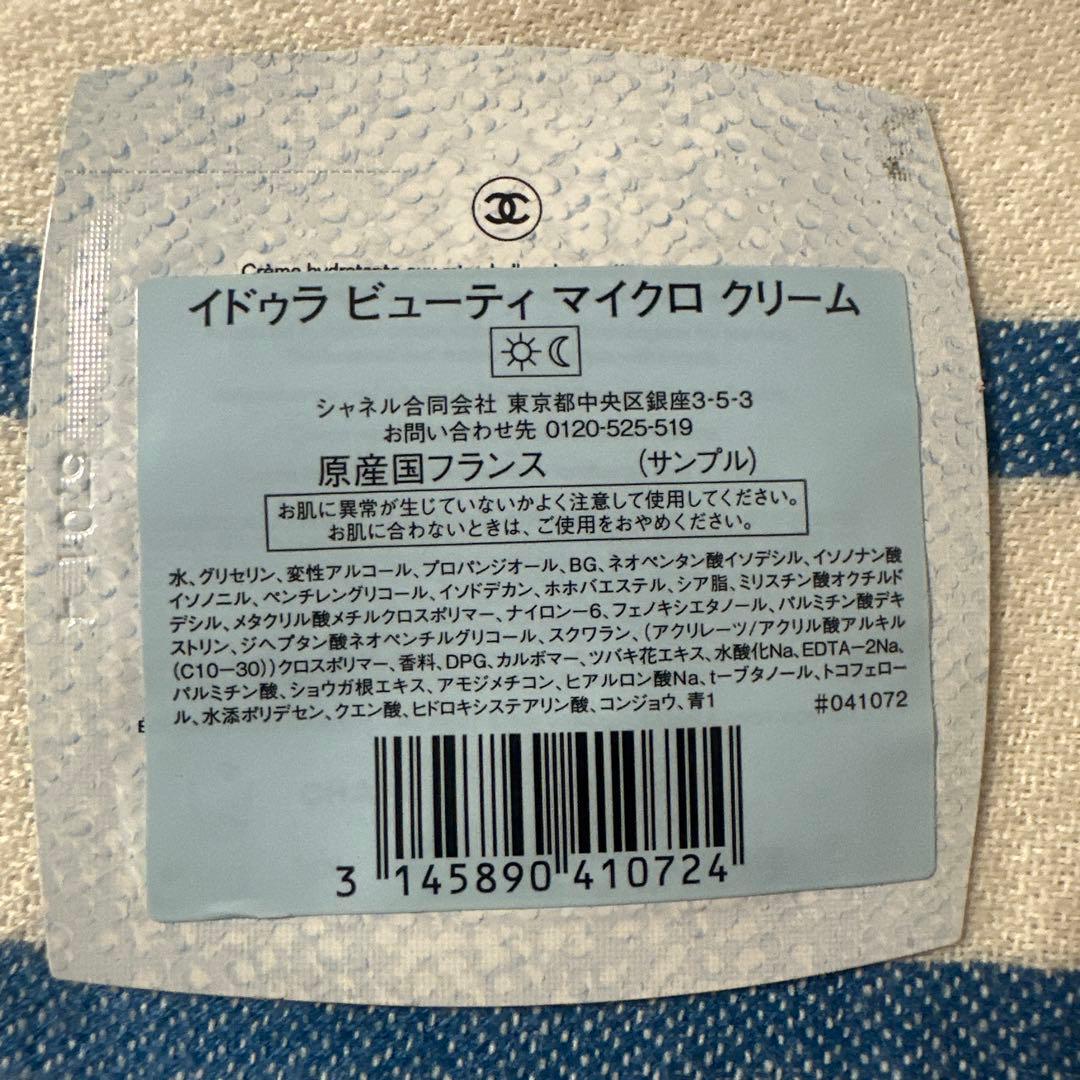 Crème hydratante
イドゥラ ビューティ マイクロ クリーム
シャネル合同会社 東京都中央区銀座3-5-3
お問い合わせ先 0120-525-519
原産国フランス (サンプル)
お肌に異常が生じていないかよく注意して使用してください。
お肌に合わないときは、ご使用をおやめください。
水、グリセリン、変性アルコール、プロパンジオール、BG、ネオペンタン酸イソデシル、イソノナン酸
イソノニル、ペンチレングリコール、イソドデカン、ホホバエステル、シア脂、ミリスチン酸オクチルド
デシル、メタクリル酸メチルクロスポリマー、ナイロンー6、フェノキシエタノール、パルミチン酸デキ
ストリン、ジヘプタン酸ネオペンチルグリコール、スクワラン、(アクリレーツ/アクリル酸アルキル
(C10ー30))クロスポリマー、香料、DPG、カルボマー、ツバキ花エキス、水酸化Na、EDTAー2Na、
パルミチン酸、ショウガ根エキス、アモジメチコン、ヒアルロン酸Na、tーブタノール、トコフェロー
ル、水添ポリデセン、クエン酸、ヒドロキシステアリン酸、コンジョウ、青1 #041072
3 145890 410724